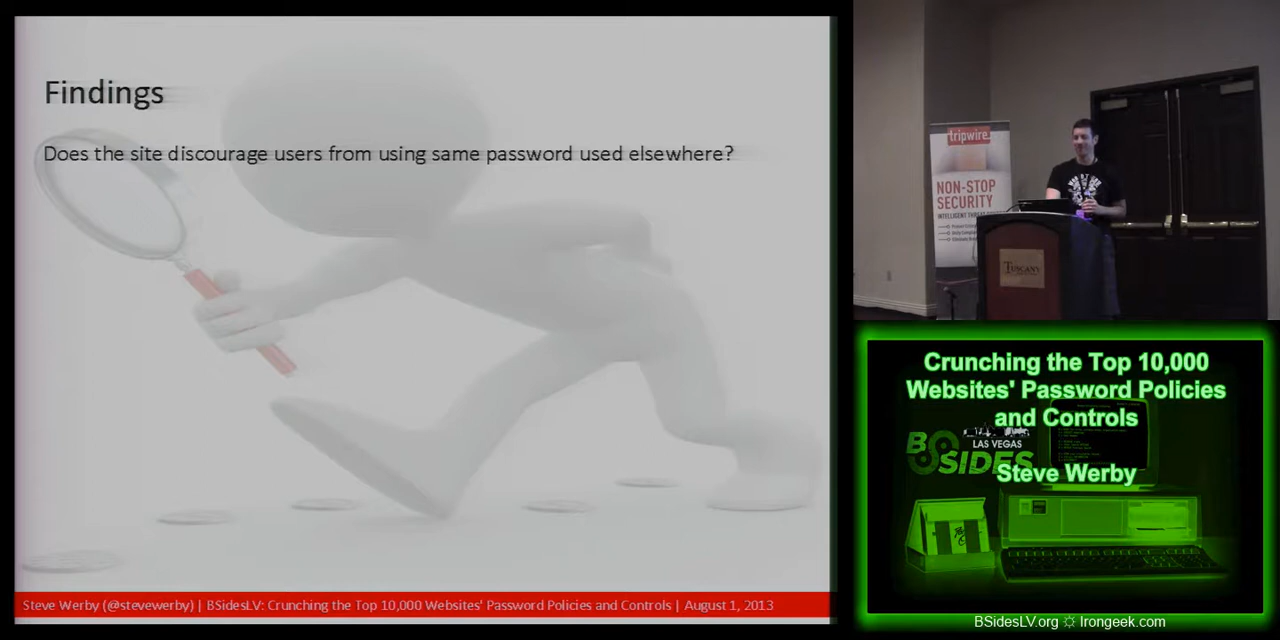 Findings
Does the site discourage users from using same password used elsewhere?
Steve Werby (@stevewerby) | BSidesLV: Crunching the Top 10,000 Websites' Password Policies and Controls | August 1, 2013
tripwire
NON-STOP
SECURITY
TUSCANY
Crunching the Top 10,000
Websites' Password Policies
and Controls
LAS VEGAS
BSIDES
Steve Werby
BSidesLV.org ☼ Irongeek.com